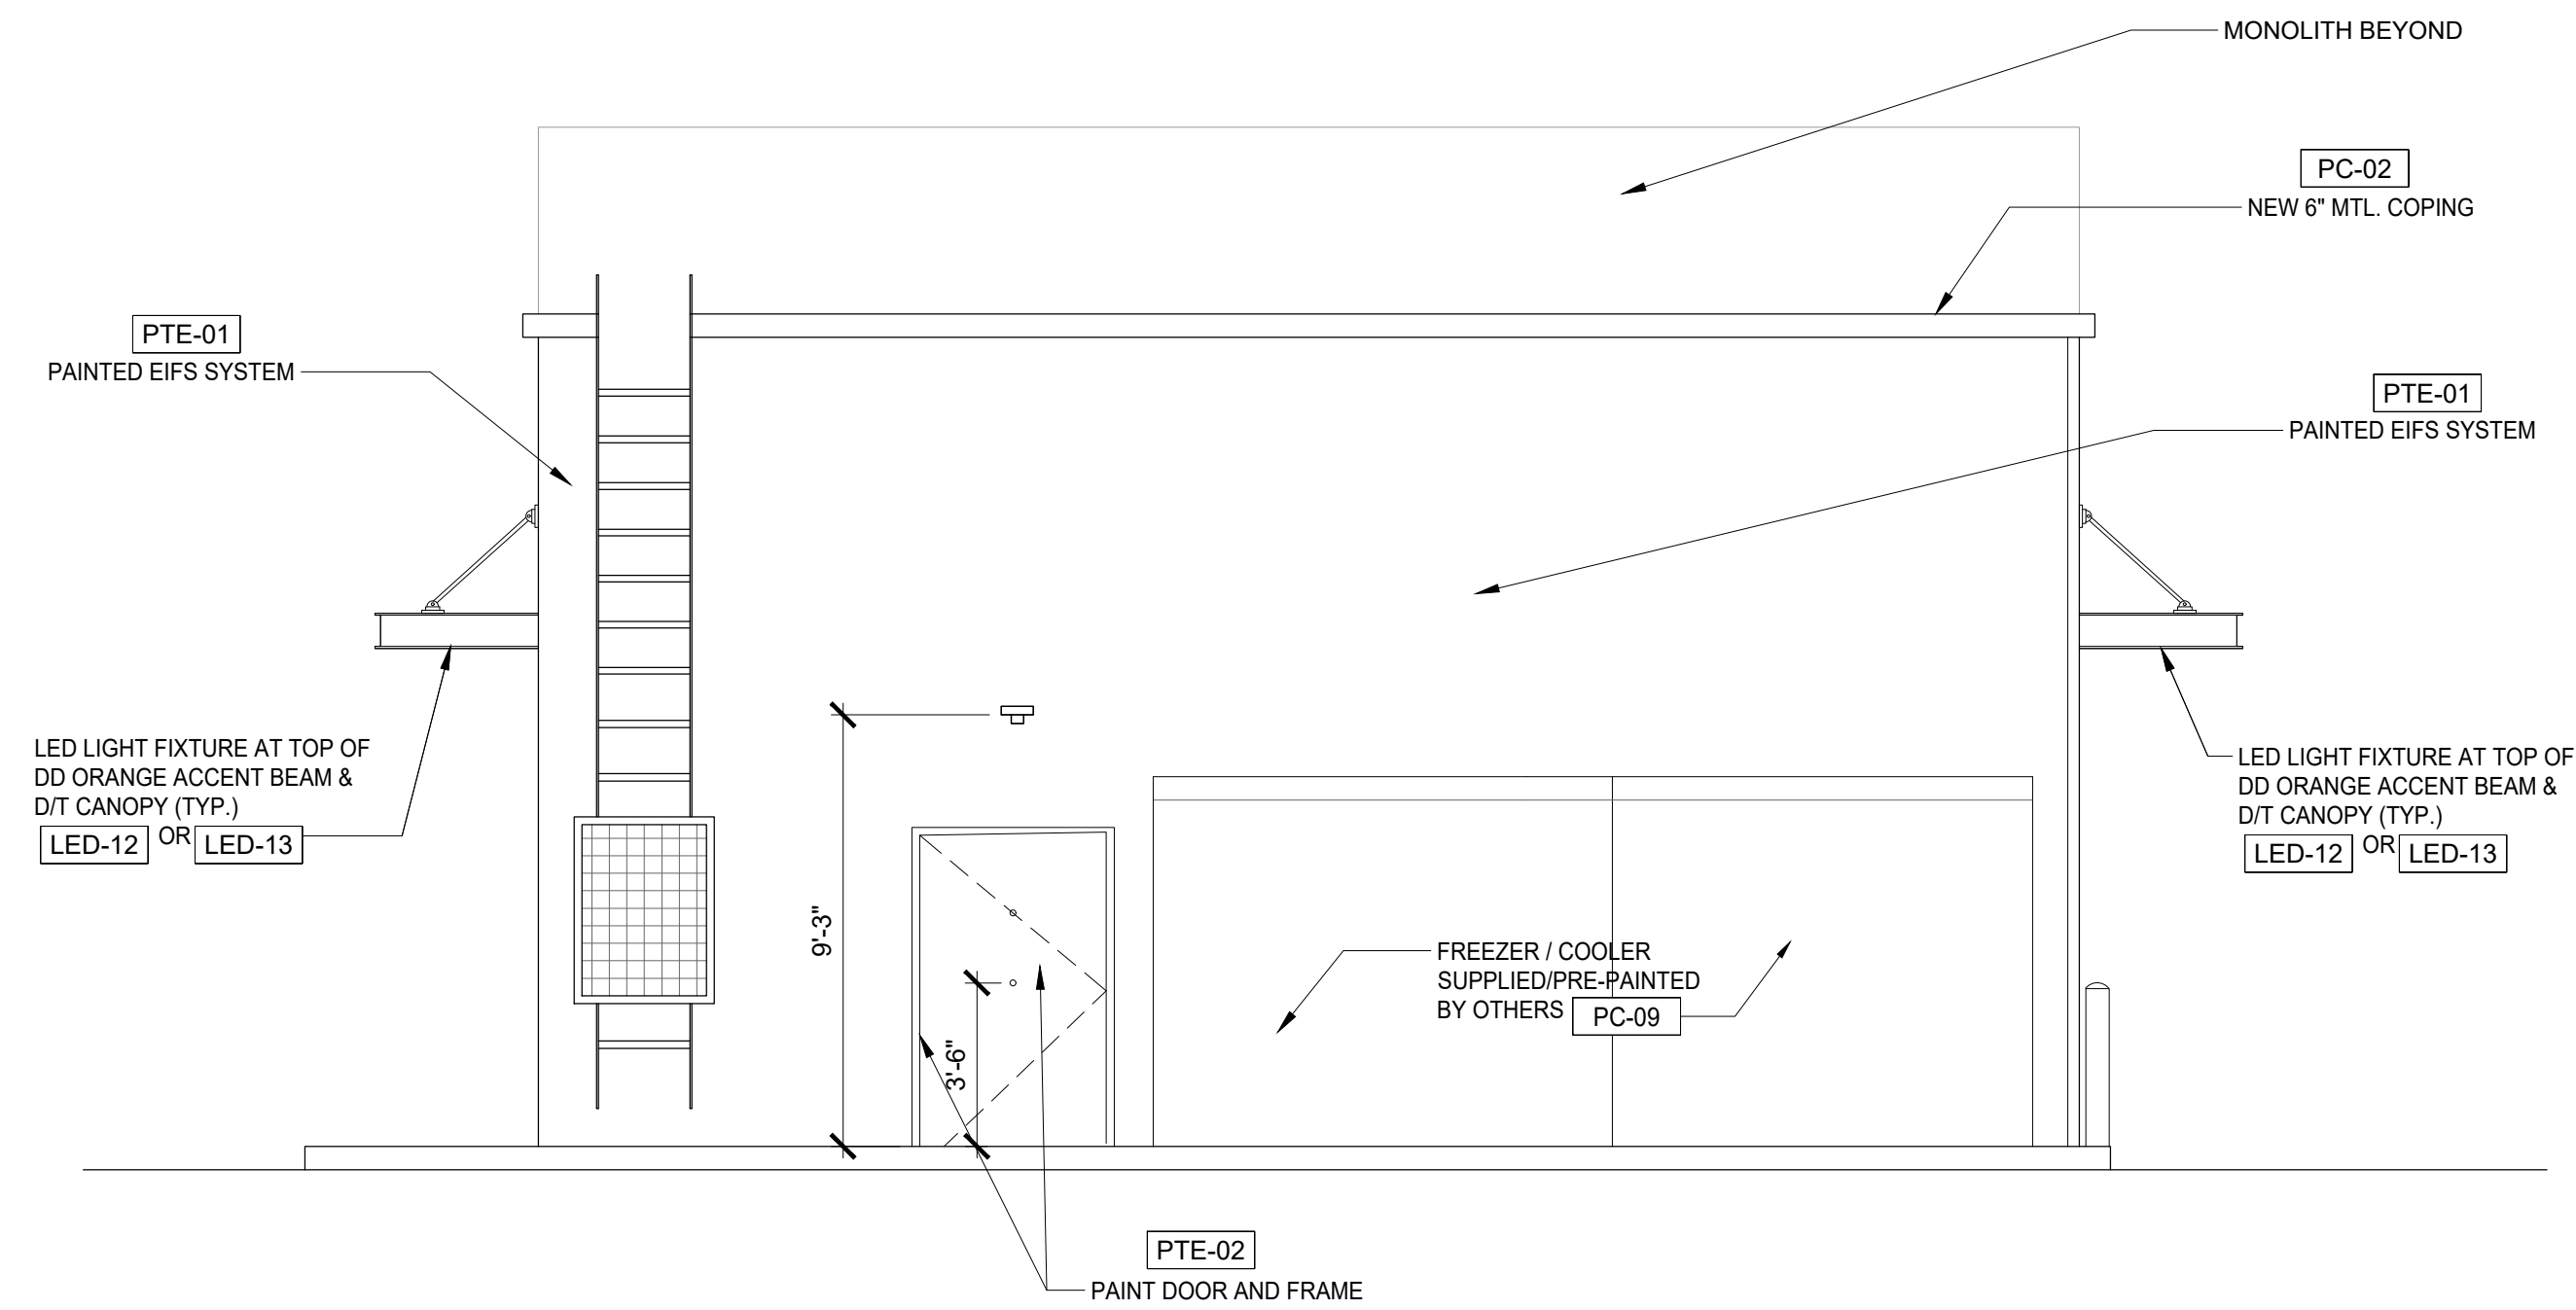 MONOLITH BEYOND
PC-02
NEW 6" MTL. COPING
PTE-01
PAINTED EIFS SYSTEM
PTE-01
PAINTED EIFS SYSTEM
LED LIGHT FIXTURE AT TOP OF
DD ORANGE ACCENT BEAM &
D/T CANOPY (TYP.)
LED-12 OR LED-13
LED LIGHT FIXTURE AT TOP OF
DD ORANGE ACCENT BEAM &
D/T CANOPY (TYP.)
LED-12 OR LED-13
9'-3"
3'-6"
FREEZER / COOLER
SUPPLIED/PRE-PAINTED
BY OTHERS PC-09
PTE-02
PAINT DOOR AND FRAME